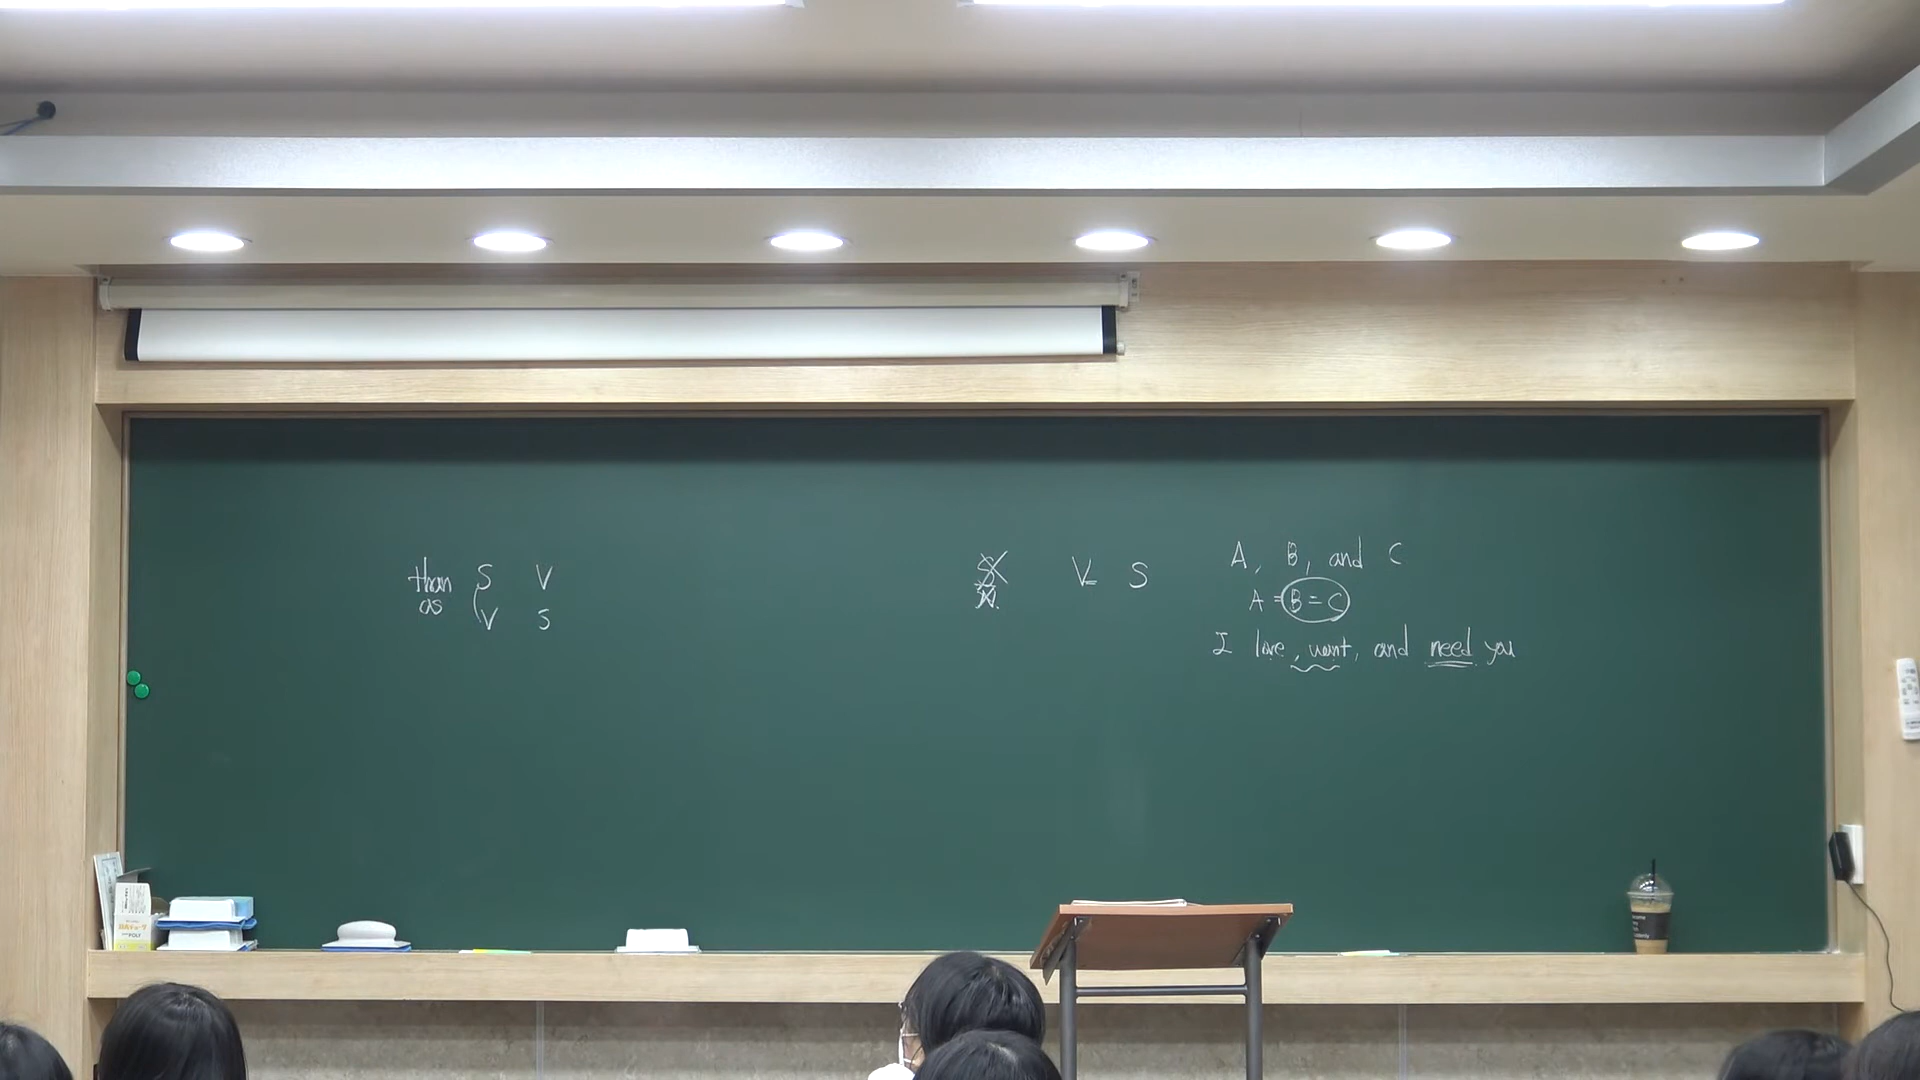 than S V
as V S
S V S
N.
A, B, and C
A = B = C
I love, want, and need you